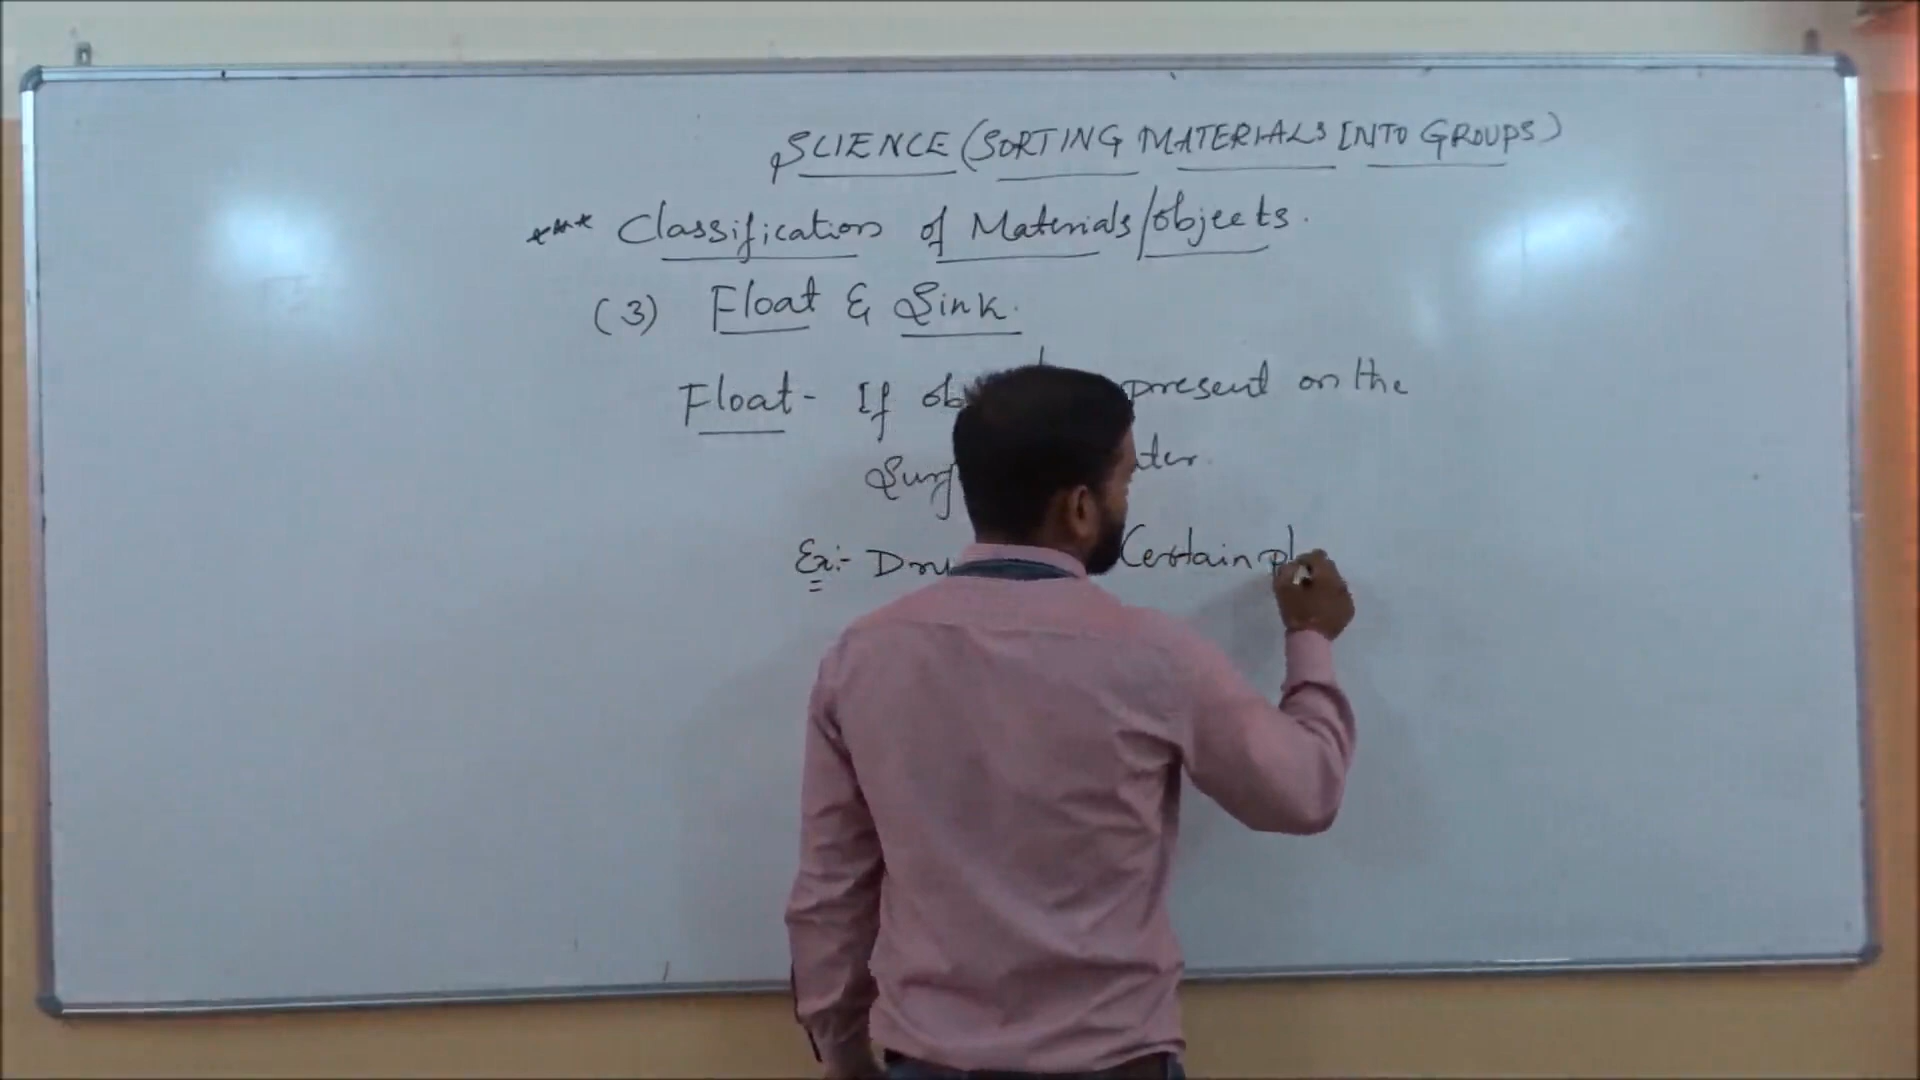 SCIENCE (SORTING MATERIALS INTO GROUPS)
*** Classification of Materials/objects.
(3) Float & Sink.
Float- If present on the
Ex:- Certain